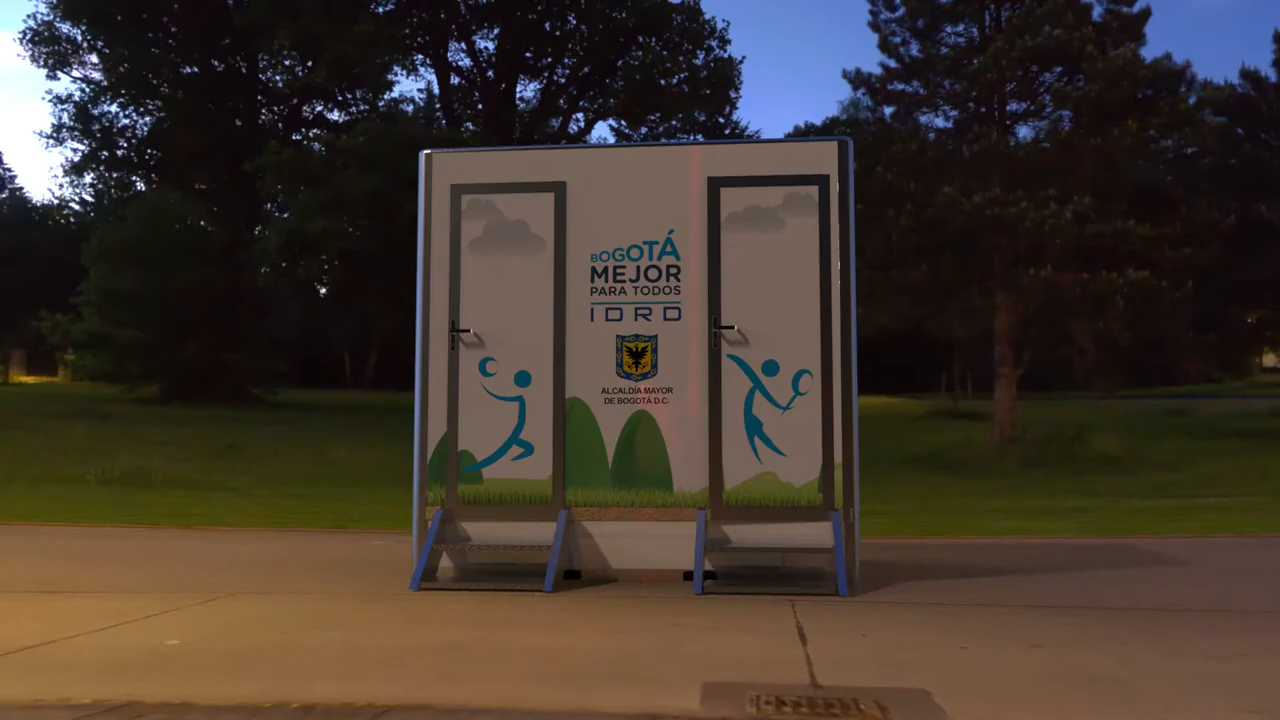 BOGOTÁ
MEJOR
PARA TODOS
IDRD
ALCALDÍA MAYOR
DE BOGOTÁ D.C.